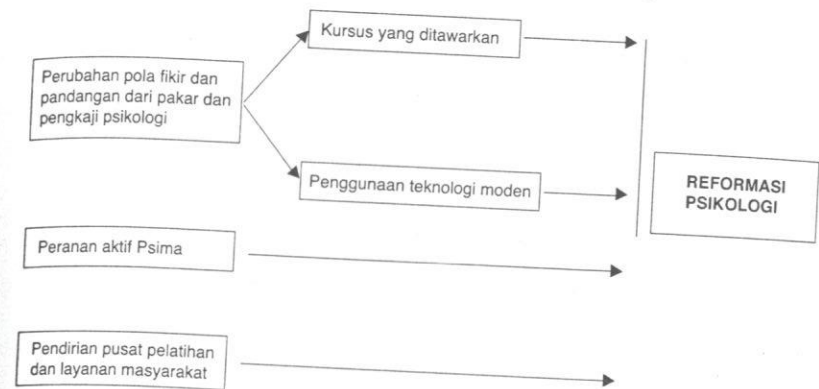 Kursus yang ditawarkan
Perubahan pola fikir dan
pandangan dari pakar dan
pengkaji psikologi
Penggunaan teknologi moden
REFORMASI
PSIKOLOGI
Peranan aktif Psima
Pendirian pusat pelatihan
dan layanan masyarakat